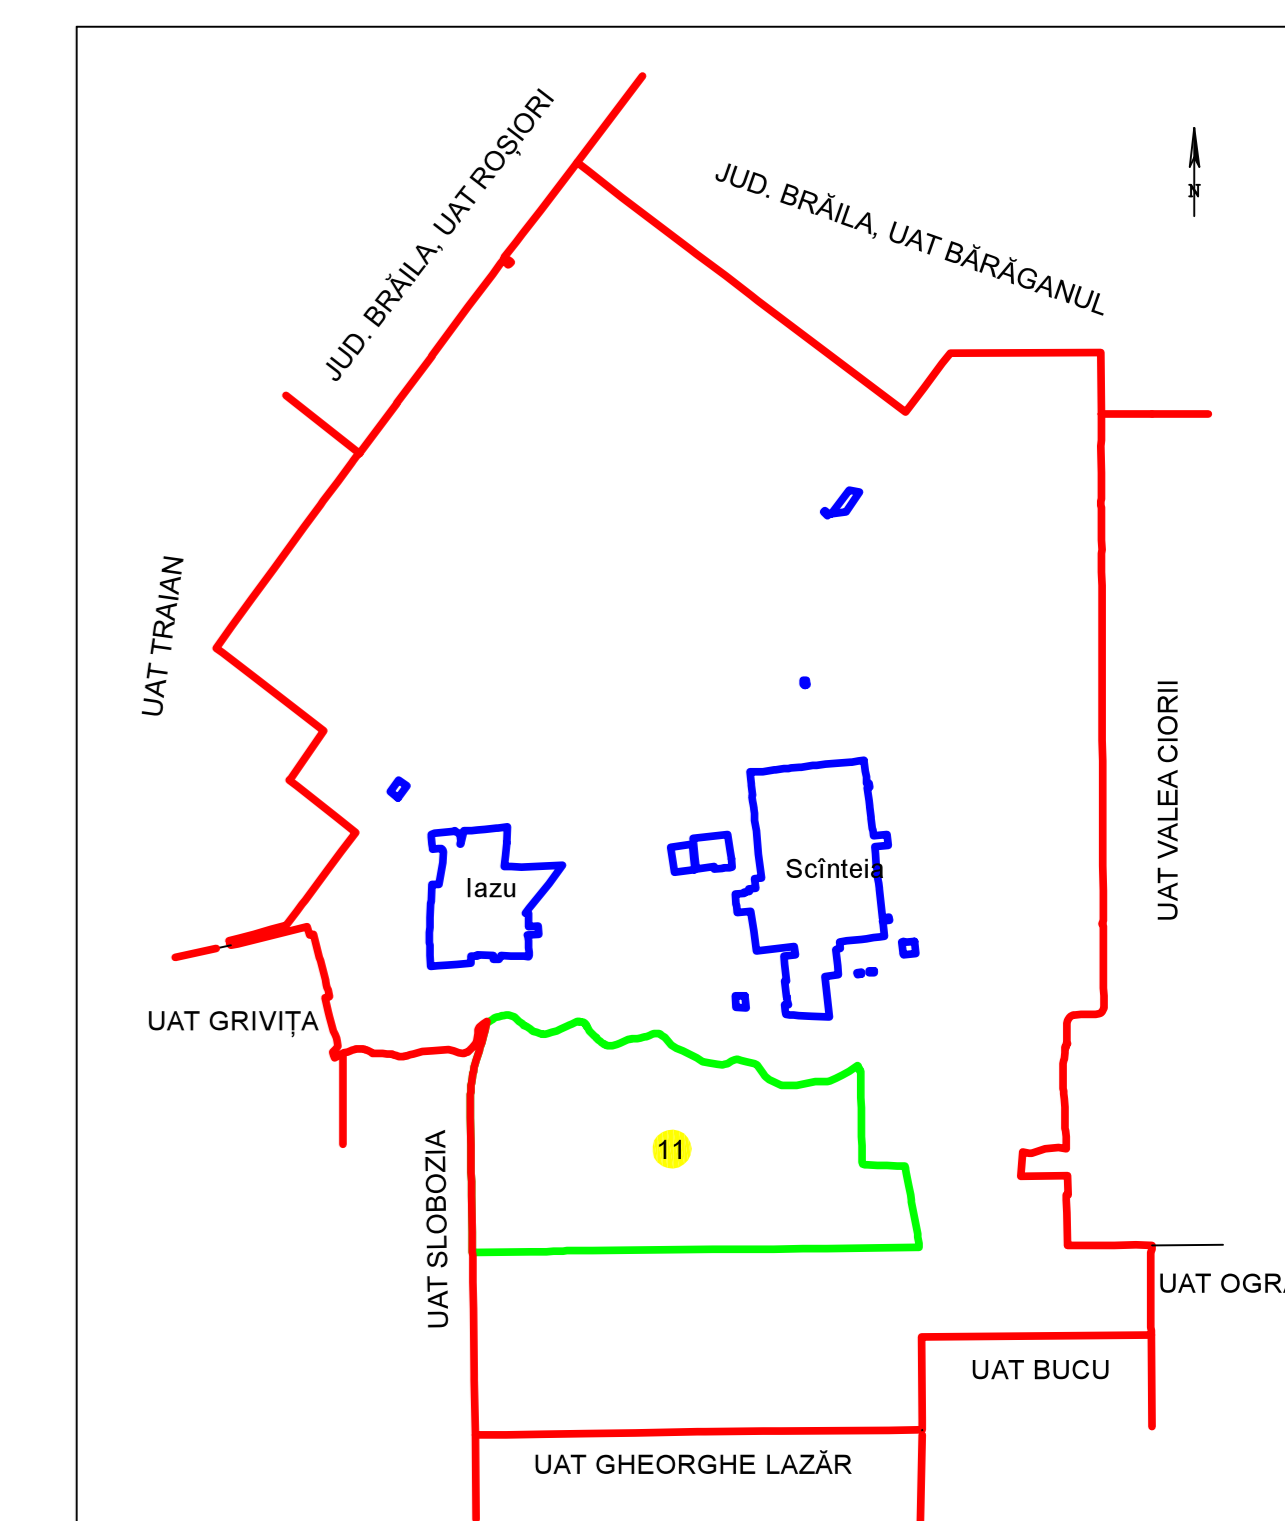 JUD. BRĂILA, UAT ROȘIORI
JUD. BRĂILA, UAT BĂRĂGANUL
N
UAT TRAIAN
UAT VALEA CIORII
Scînteia
Iazu
UAT GRIVIȚA
11
UAT SLOBOZIA
UAT OGRA
UAT BUCU
UAT GHEORGHE LAZĂR